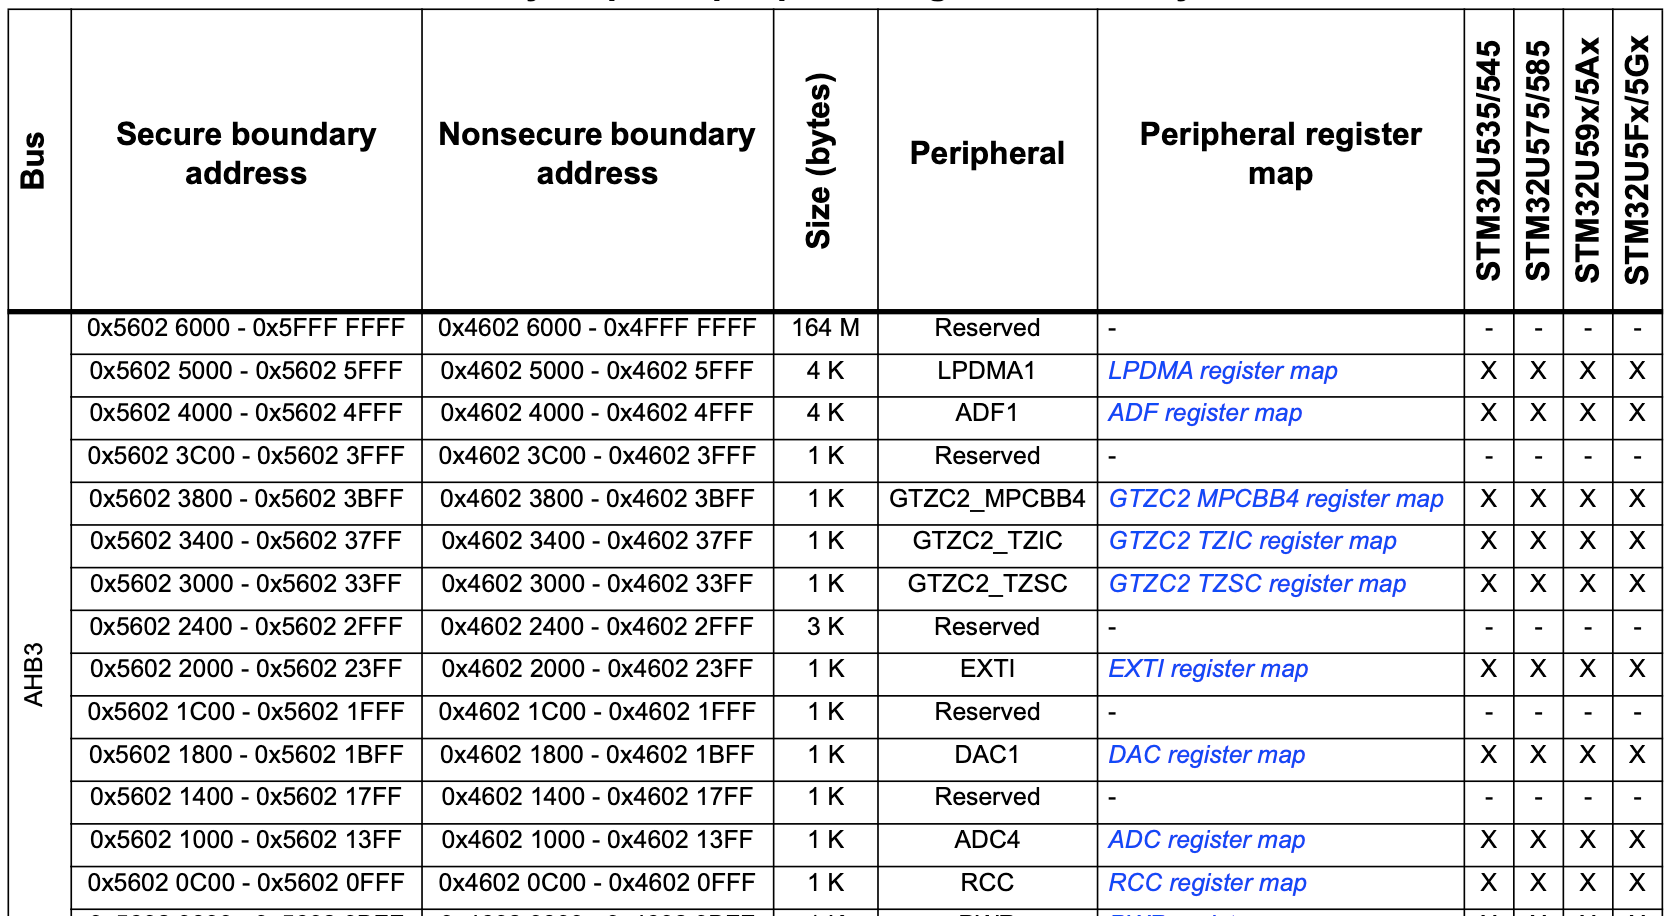 Bus | Secure boundary address | Nonsecure boundary address | Size (bytes) | Peripheral | Peripheral register map | STM32U535/545 | STM32U575/585 | STM32U59x/5Ax | STM32U5Fx/5Gx
AHB3
0x5602 6000 - 0x5FFF FFFF | 0x4602 6000 - 0x4FFF FFFF | 164 M | Reserved | - | - | - | - | -
0x5602 5000 - 0x5602 5FFF | 0x4602 5000 - 0x4602 5FFF | 4 K | LPDMA1 | LPDMA register map | X | X | X | X
0x5602 4000 - 0x5602 4FFF | 0x4602 4000 - 0x4602 4FFF | 4 K | ADF1 | ADF register map | X | X | X | X
0x5602 3C00 - 0x5602 3FFF | 0x4602 3C00 - 0x4602 3FFF | 1 K | Reserved | - | - | - | - | -
0x5602 3800 - 0x5602 3BFF | 0x4602 3800 - 0x4602 3BFF | 1 K | GTZC2_MPCBB4 | GTZC2 MPCBB4 register map | X | X | X | X
0x5602 3400 - 0x5602 37FF | 0x4602 3400 - 0x4602 37FF | 1 K | GTZC2_TZIC | GTZC2 TZIC register map | X | X | X | X
0x5602 3000 - 0x5602 33FF | 0x4602 3000 - 0x4602 33FF | 1 K | GTZC2_TZSC | GTZC2 TZSC register map | X | X | X | X
0x5602 2400 - 0x5602 2FFF | 0x4602 2400 - 0x4602 2FFF | 3 K | Reserved | - | - | - | - | -
0x5602 2000 - 0x5602 23FF | 0x4602 2000 - 0x4602 23FF | 1 K | EXTI | EXTI register map | X | X | X | X
0x5602 1C00 - 0x5602 1FFF | 0x4602 1C00 - 0x4602 1FFF | 1 K | Reserved | - | - | - | - | -
0x5602 1800 - 0x5602 1BFF | 0x4602 1800 - 0x4602 1BFF | 1 K | DAC1 | DAC register map | X | X | X | X
0x5602 1400 - 0x5602 17FF | 0x4602 1400 - 0x4602 17FF | 1 K | Reserved | - | - | - | - | -
0x5602 1000 - 0x5602 13FF | 0x4602 1000 - 0x4602 13FF | 1 K | ADC4 | ADC register map | X | X | X | X
0x5602 0C00 - 0x5602 0FFF | 0x4602 0C00 - 0x4602 0FFF | 1 K | RCC | RCC register map | X | X | X | X